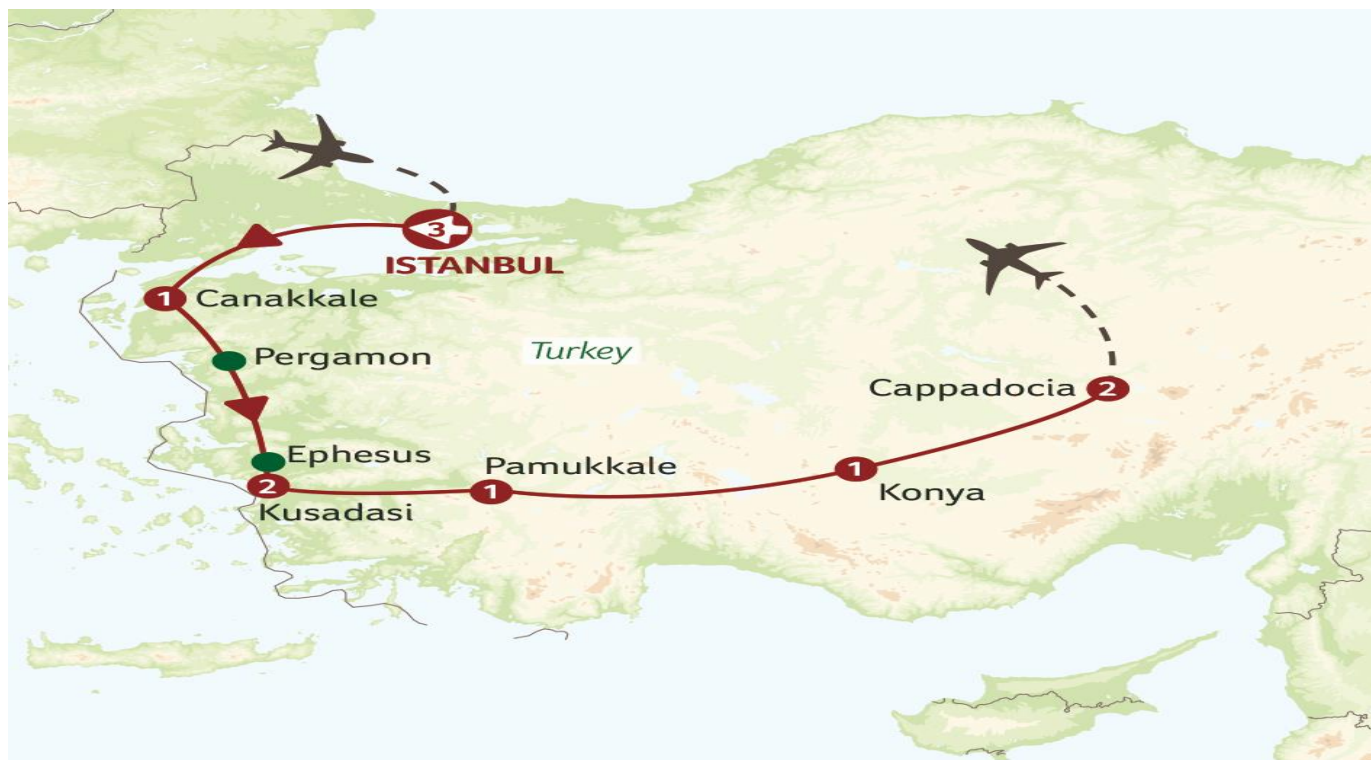 3
ISTANBUL
1 Canakkale
Pergamon
Turkey
Cappadocia 2
Ephesus
Pamukkale
1
2
1
Konya
Kusadasi